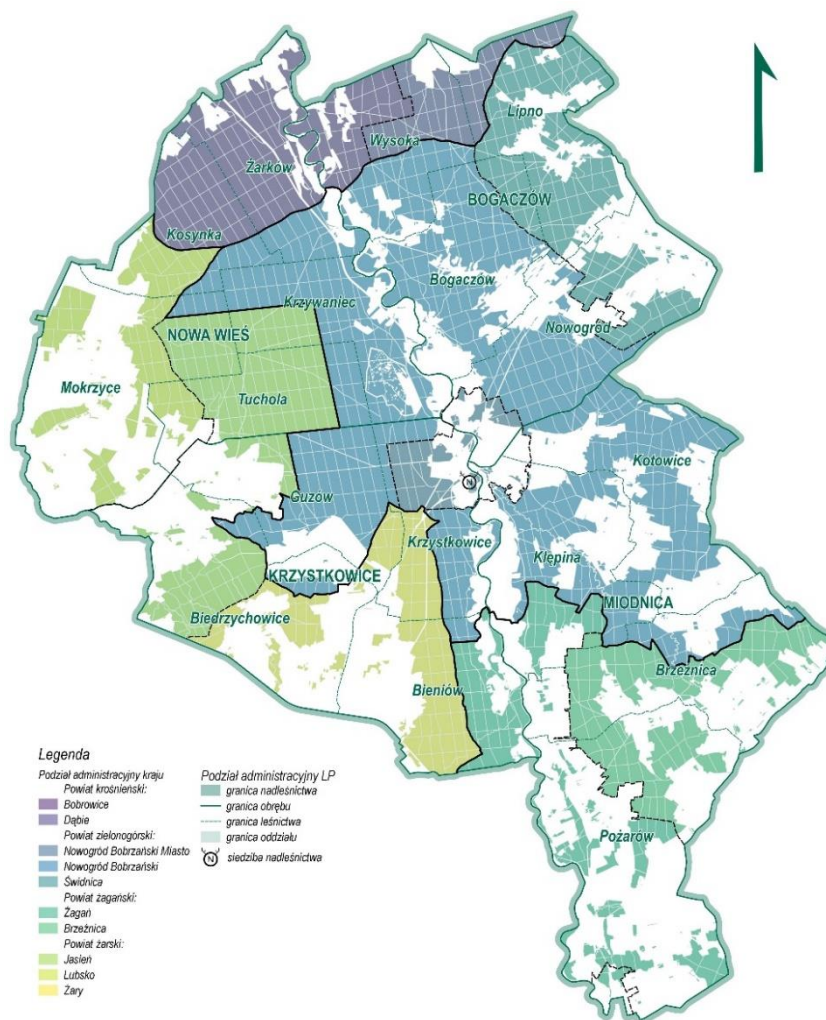 Lipno
Wysoka
Żarków
BOGACZÓW
Kosynka
Bogaczów
Krzywaniec
Nowogród
NOWA WIEŚ
Mokrzyce
Tuchola
Kotowice
N
Guzów
Krzystkowice
Klępina
KRZYSTKOWICE
MIODNICA
Biedrzychowice
Brzeźnica
Bieniów
Pożarów
Legenda
Podział administracyjny kraju
Powiat krośnieński:
Bobrowice
Dąbie
Powiat zielonogórski:
Nowogród Bobrzański Miasto
Nowogród Bobrzański
Świdnica
Powiat żagański:
Żagań
Brzeźnica
Powiat żarski:
Jasień
Lubsko
Żary
Podział administracyjny LP
granica nadleśnictwa
granica obrębu
granica leśnictwa
granica oddziału
N siedziba nadleśnictwa